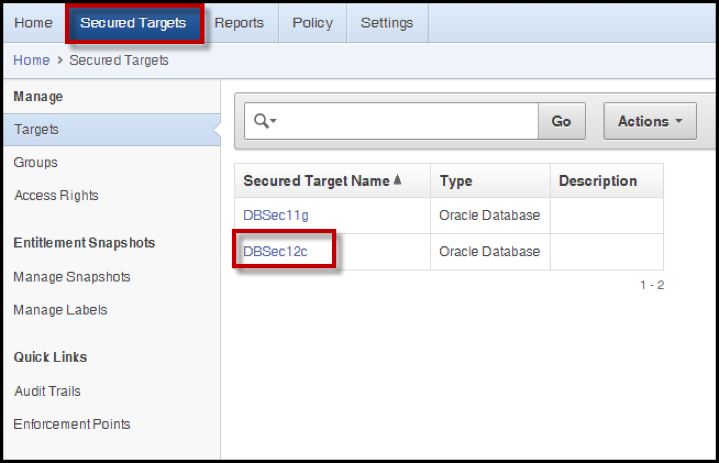 Home Secured Targets Reports Policy Settings
Home > Secured Targets
Manage
Targets
Groups
Access Rights
Entitlement Snapshots
Manage Snapshots
Manage Labels
Quick Links
Audit Trails
Enforcement Points
Go Actions
Secured Target Name Type Description
DBSec11g Oracle Database
DBSec12c Oracle Database
1 - 2